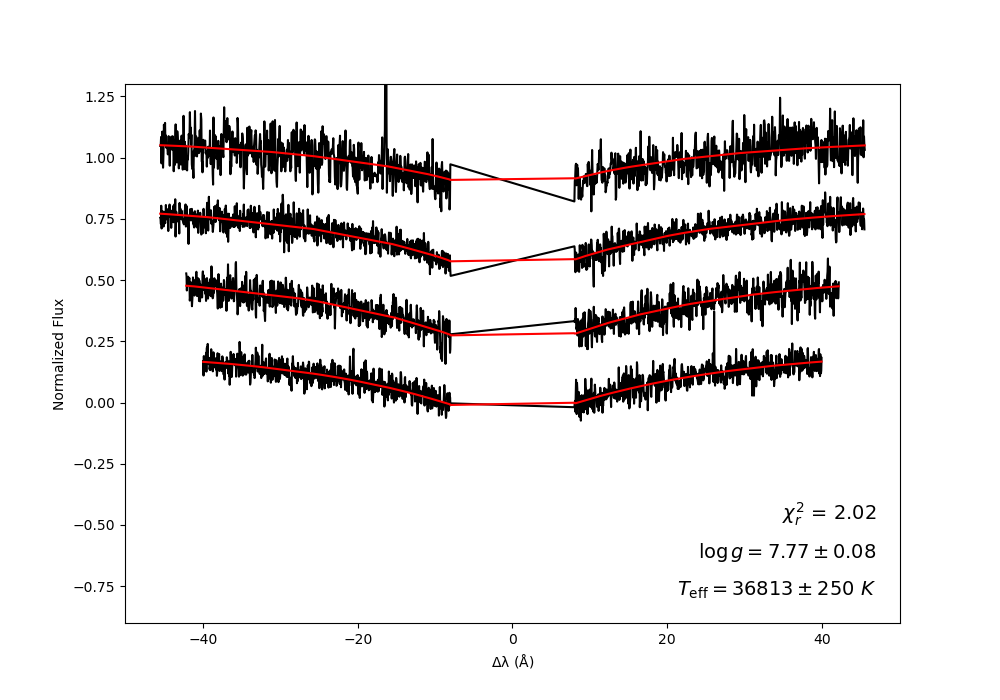 1.25
1.00
0.75
0.50
0.25
0.00
−0.25
−0.50
−0.75
Normalized Flux
χ²ᵣ = 2.02
log g = 7.77 ± 0.08
T_eff = 36813 ± 250 K
−40 −20 0 20 40
Δλ (Å)